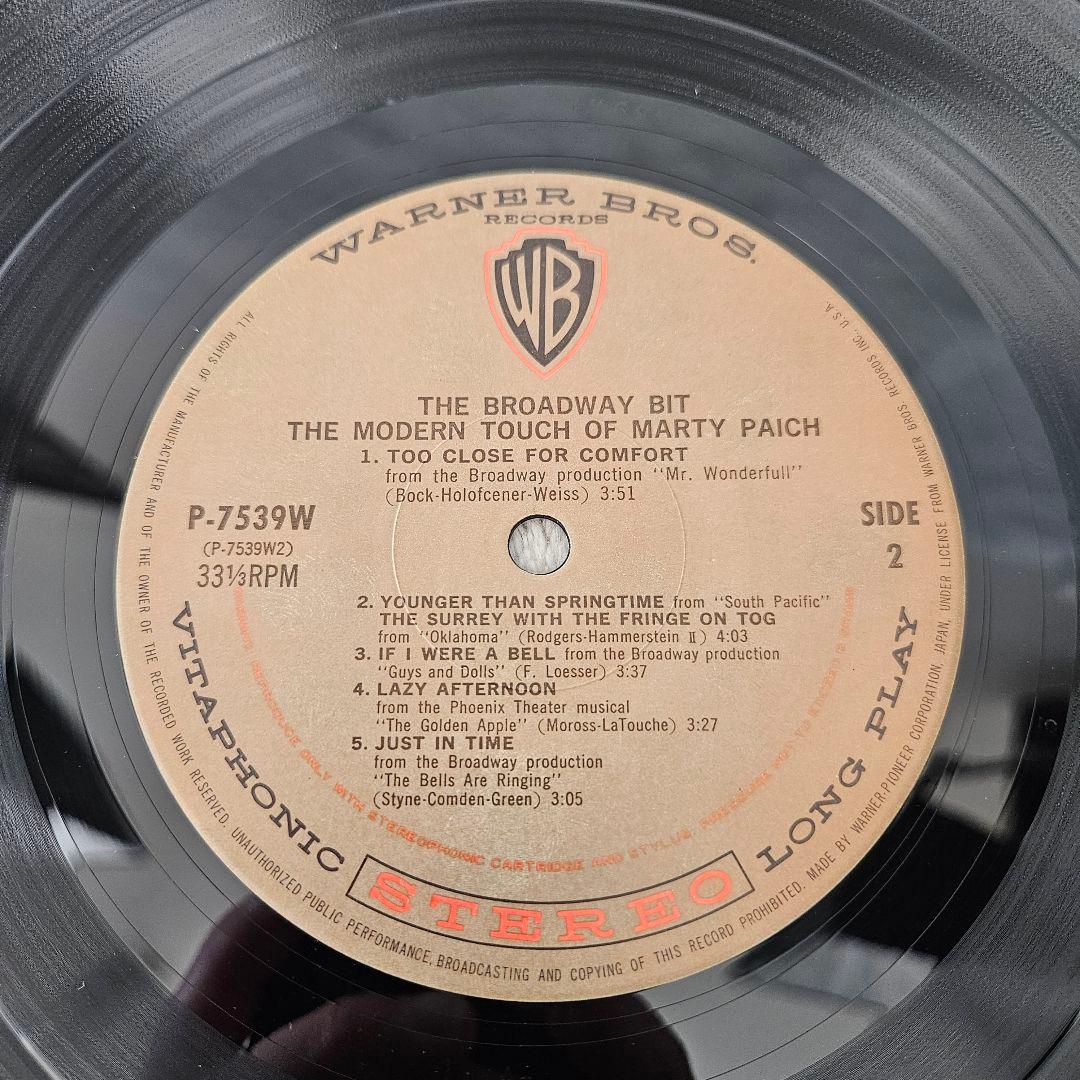 WARNER BROS.
RECORDS
WB
THE BROADWAY BIT
THE MODERN TOUCH OF MARTY PAICH
1. TOO CLOSE FOR COMFORT
from the Broadway production "Mr. Wonderfull"
(Bock-Holofcener-Weiss) 3:51
P-7539W
(P-7539W2)
33⅓RPM
SIDE
2
2. YOUNGER THAN SPRINGTIME from "South Pacific"
THE SURREY WITH THE FRINGE ON TOG
from "Oklahoma" (Rodgers-Hammerstein II) 4:03
3. IF I WERE A BELL from the Broadway production
"Guys and Dolls" (F. Loesser) 3:37
4. LAZY AFTERNOON
from the Phoenix Theater musical
"The Golden Apple" (Moross-LaTouche) 3:27
5. JUST IN TIME
from the Broadway production
"The Bells Are Ringing"
(Styne-Comden-Green) 3:05
REPRODUCE ONLY WITH STEREOPHONIC CARTRIDGE AND STYLUS
VITAPHONIC STEREO LONG PLAY
ALL RIGHTS OF THE MANUFACTURER AND OF THE OWNER OF THE RECORDED WORK RESERVED. UNAUTHORIZED PUBLIC PERFORMANCE, BROADCASTING AND COPYING OF THIS RECORD PROHIBITED. MADE BY WARNER-PIONEER CORPORATION, JAPAN, UNDER LICENSE FROM WARNER BROS RECORDS INC., U.S.A.